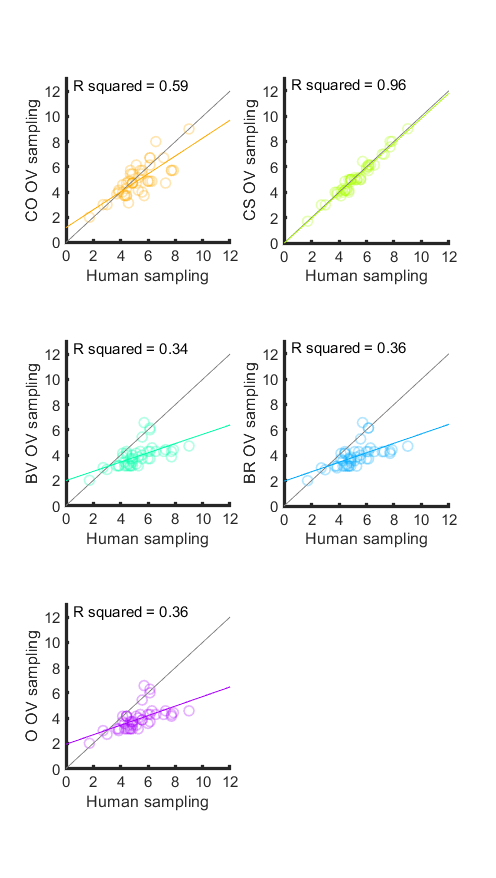 R squared = 0.59
CO OV sampling
12
10
8
6
4
2
0
0 2 4 6 8 10 12
Human sampling
R squared = 0.96
CS OV sampling
12
10
8
6
4
2
0
0 2 4 6 8 10 12
Human sampling
R squared = 0.34
BV OV sampling
12
10
8
6
4
2
0
0 2 4 6 8 10 12
Human sampling
R squared = 0.36
BR OV sampling
12
10
8
6
4
2
0
0 2 4 6 8 10 12
Human sampling
R squared = 0.36
O OV sampling
12
10
8
6
4
2
0
0 2 4 6 8 10 12
Human sampling